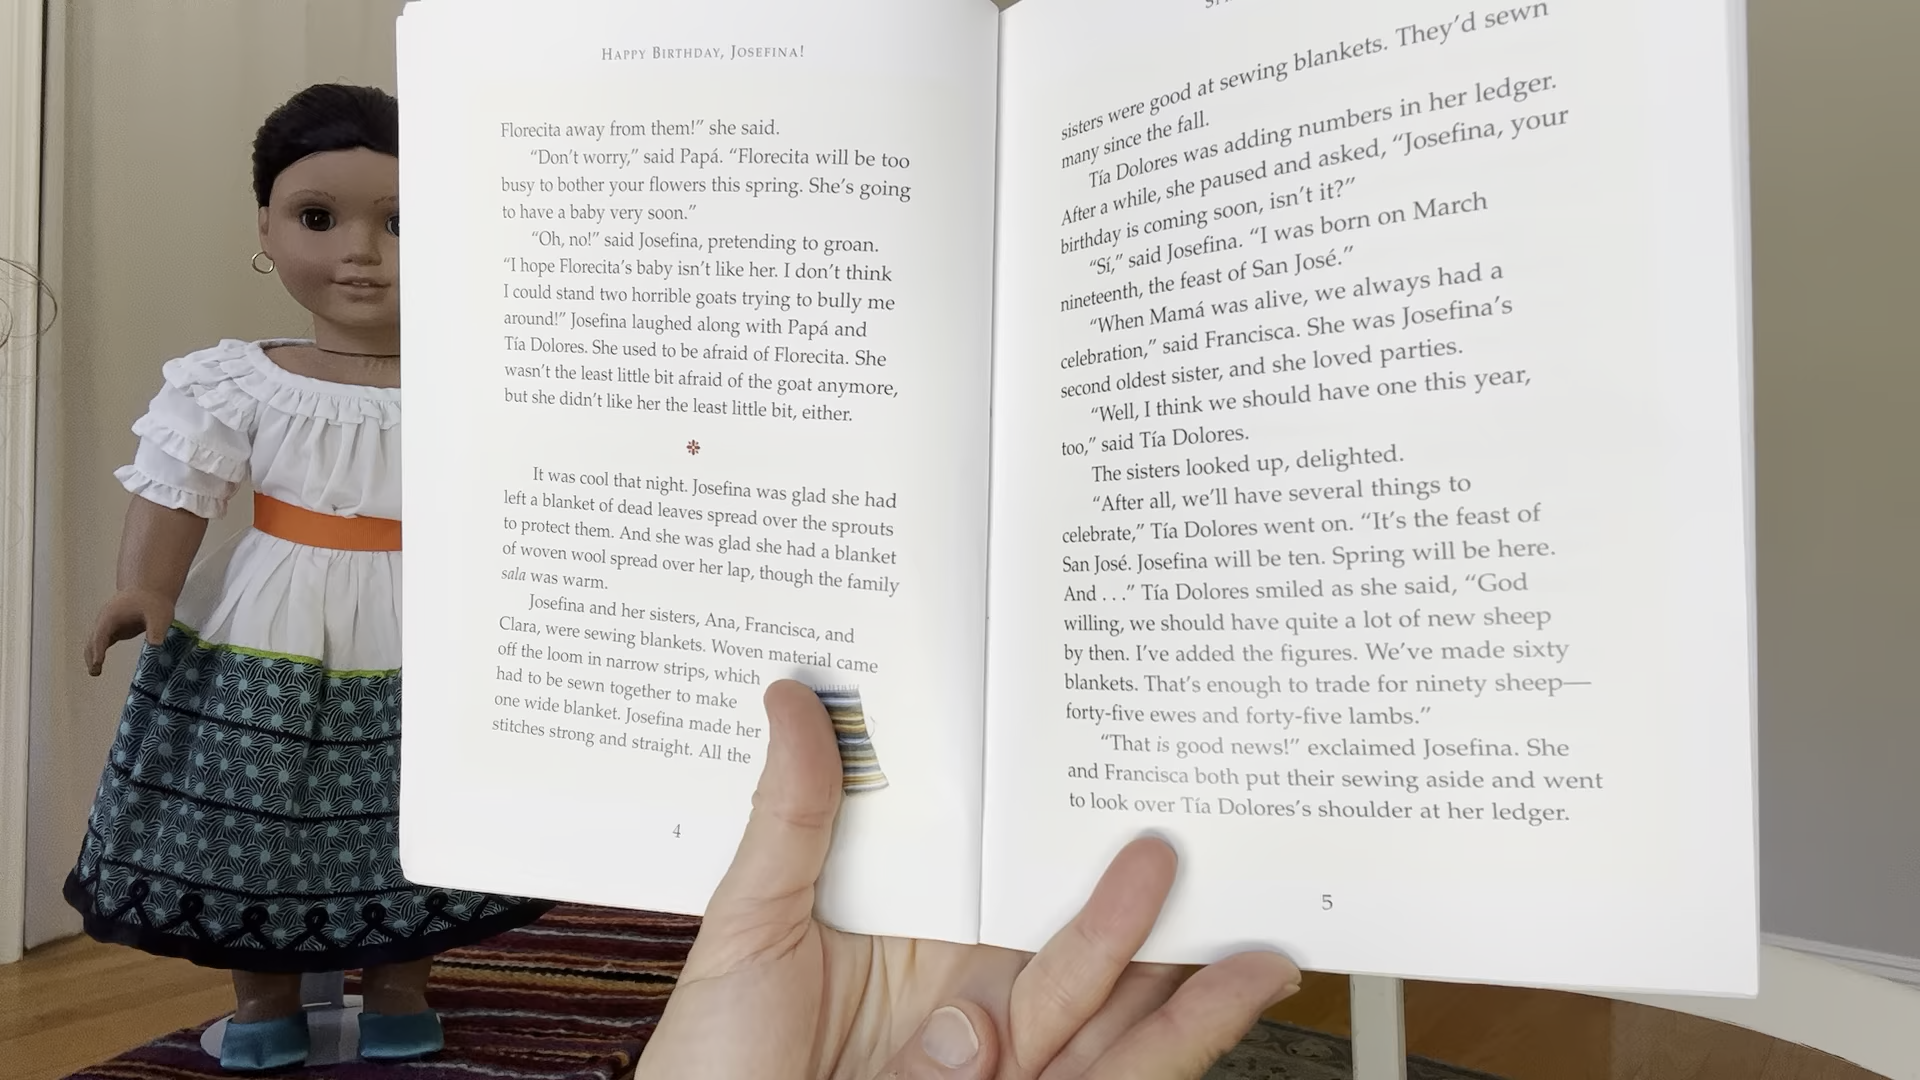 HAPPY BIRTHDAY, JOSEFINA!
Florecita away from them!” she said.
“Don’t worry,” said Papá. “Florecita will be too
busy to bother your flowers this spring. She’s going
to have a baby very soon.”
“Oh, no!” said Josefina, pretending to groan.
“I hope Florecita’s baby isn’t like her. I don’t think
I could stand two horrible goats trying to bully me
around!” Josefina laughed along with Papá and
Tía Dolores. She used to be afraid of Florecita. She
wasn’t the least little bit afraid of the goat anymore,
but she didn’t like her the least little bit, either.
It was cool that night. Josefina was glad she had
left a blanket of dead leaves spread over the sprouts
to protect them. And she was glad she had a blanket
of woven wool spread over her lap, though the family
sala was warm.
Josefina and her sisters, Ana, Francisca, and
Clara, were sewing blankets. Woven material came
off the loom in narrow strips, which
had to be sewn together to make
one wide blanket. Josefina made her
stitches strong and straight. All the
4
sisters were good at sewing blankets. They’d sewn
many since the fall.
Tía Dolores was adding numbers in her ledger.
After a while, she paused and asked, “Josefina, your
birthday is coming soon, isn’t it?”
“Sí,” said Josefina. “I was born on March
nineteenth, the feast of San José.”
“When Mamá was alive, we always had a
celebration,” said Francisca. She was Josefina’s
second oldest sister, and she loved parties.
“Well, I think we should have one this year,
too,” said Tía Dolores.
The sisters looked up, delighted.
“After all, we’ll have several things to
celebrate,” Tía Dolores went on. “It’s the feast of
San José. Josefina will be ten. Spring will be here.
And . . .” Tía Dolores smiled as she said, “God
willing, we should have quite a lot of new sheep
by then. I’ve added the figures. We’ve made sixty
blankets. That’s enough to trade for ninety sheep—
forty-five ewes and forty-five lambs.”
“That is good news!” exclaimed Josefina. She
and Francisca both put their sewing aside and went
to look over Tía Dolores’s shoulder at her ledger.
5